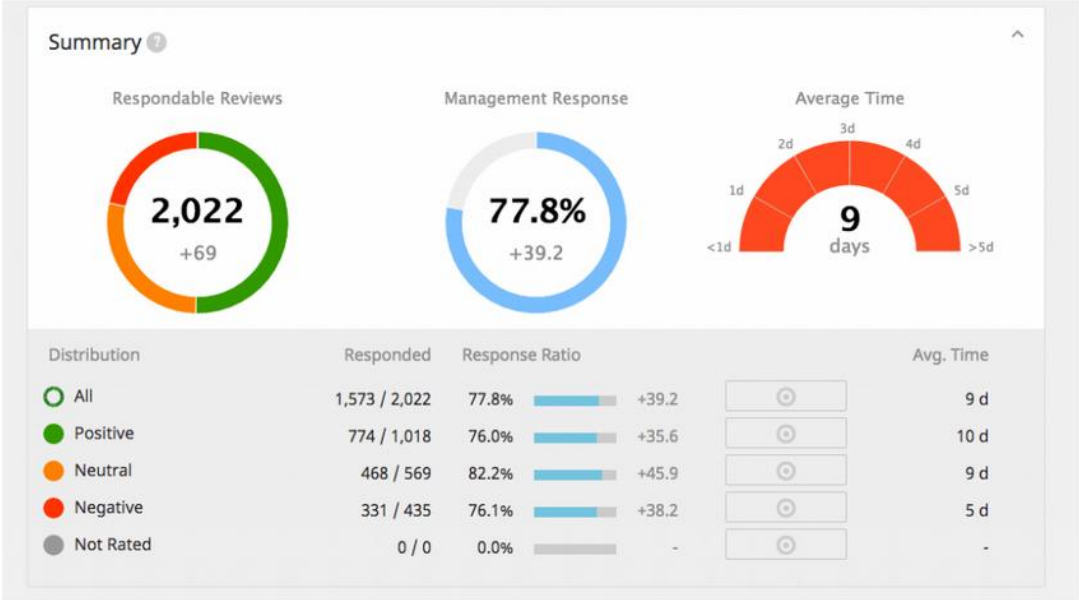 Summary ?
Respondable Reviews
2,022
+69
Management Response
77.8%
+39.2
Average Time
<1d
1d
2d
3d
4d
5d
>5d
9
days
Distribution Responded Response Ratio Avg. Time
All 1,573 / 2,022 77.8% +39.2 9 d
Positive 774 / 1,018 76.0% +35.6 10 d
Neutral 468 / 569 82.2% +45.9 9 d
Negative 331 / 435 76.1% +38.2 5 d
Not Rated 0 / 0 0.0% - -